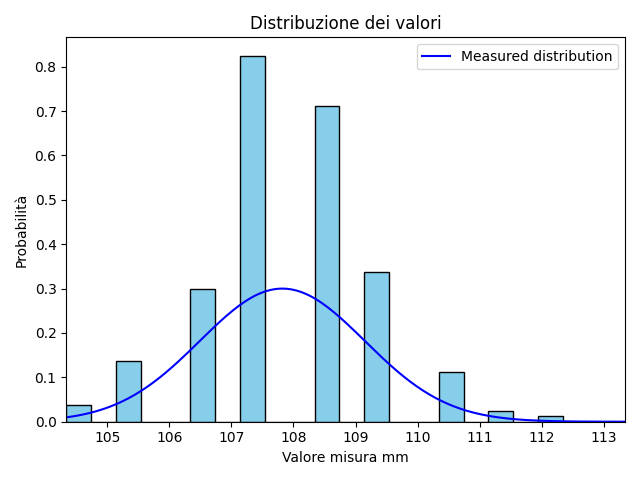 Distribuzione dei valori
Measured distribution
0.8
0.7
0.6
0.5
0.4
0.3
0.2
0.1
0.0
Probabilità
105 106 107 108 109 110 111 112 113
Valore misura mm